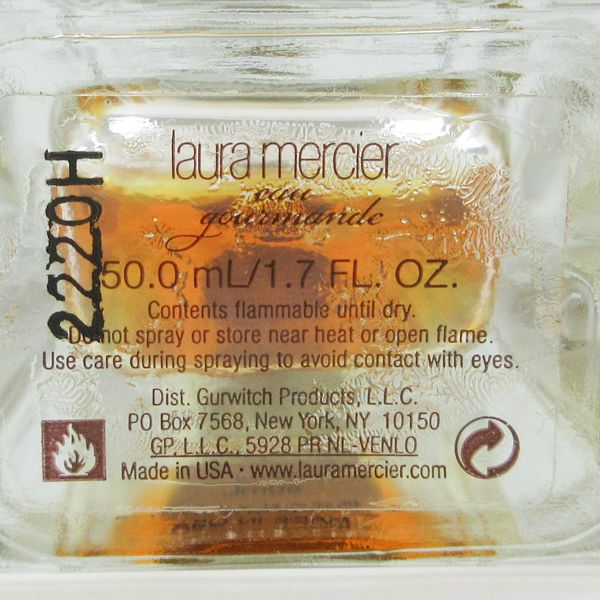 laura mercier
eau
gourmande
50.0 mL/1.7 FL. OZ.
Contents flammable until dry.
Do not spray or store near heat or open flame.
Use care during spraying to avoid contact with eyes.
Dist. Gurwitch Products, L.L.C.
PO Box 7568, New York, NY 10150
GP L.L.C., 5928 PR NL-VENLO
Made in USA • www.lauramercier.com
2220H